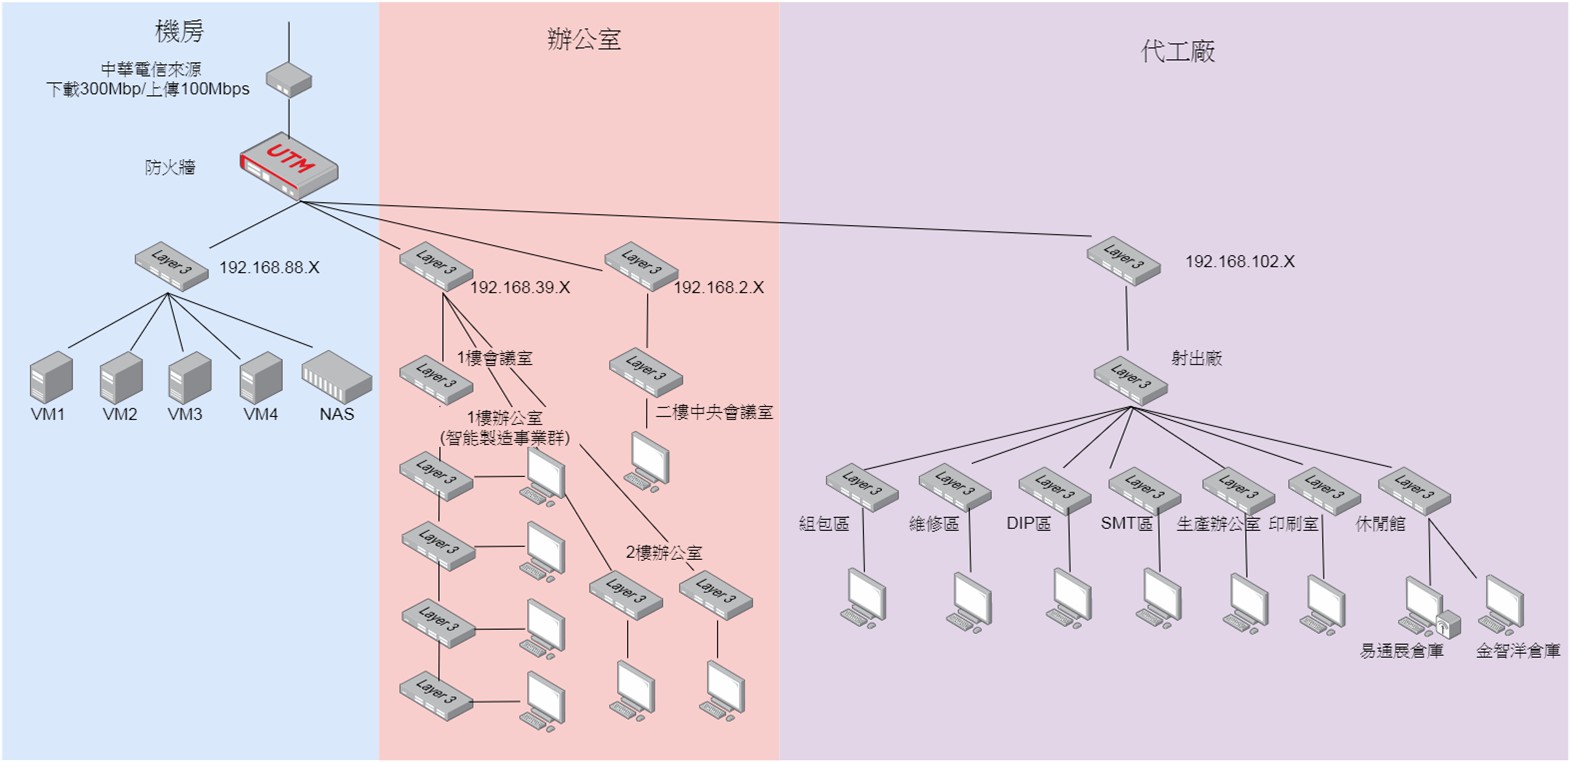 機房
中華電信來源
下載300Mbp/上傳100Mbps
UTM
防火牆
Layer 3
192.168.88.X
VM1
VM2
VM3
VM4
NAS
辦公室
Layer 3
192.168.39.X
Layer 3
192.168.2.X
1樓會議室
Layer 3
Layer 3
二樓中央會議室
1樓辦公室
(智能製造事業群)
Layer 3
Layer 3
Layer 3
Layer 3
2樓辦公室
Layer 3
Layer 3
代工廠
Layer 3
192.168.102.X
射出廠
Layer 3
Layer 3
Layer 3
Layer 3
Layer 3
Layer 3
Layer 3
Layer 3
組包區
維修區
DIP區
SMT區
生產辦公室
印刷室
休閒館
易通展倉庫
金智洋倉庫